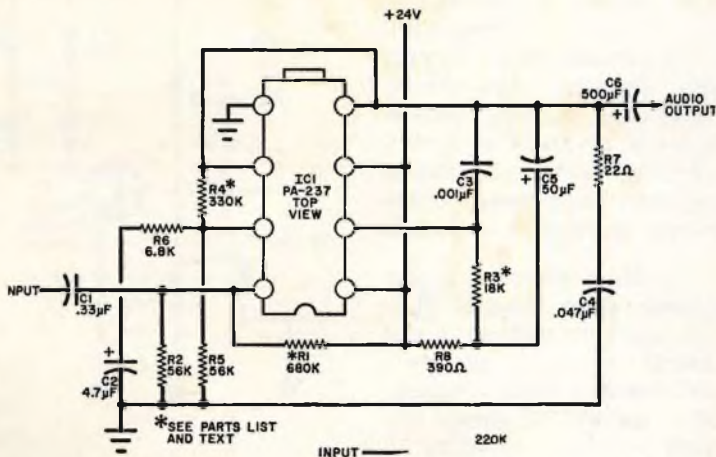 +24V
C6
500µF
+
AUDIO
OUTPUT
IC1
PA-237
TOP
VIEW
R4*
330K
C3
.001µF
C5
+
50µF
R7
22Ω
R6
6.8K
NPUT
C1
.33µF
R3*
18K
C4
.047µF
+
C2
4.7µF
R2
56K
R5
56K
*R1
680K
R8
390Ω
*SEE PARTS LIST
AND TEXT
INPUT
220K